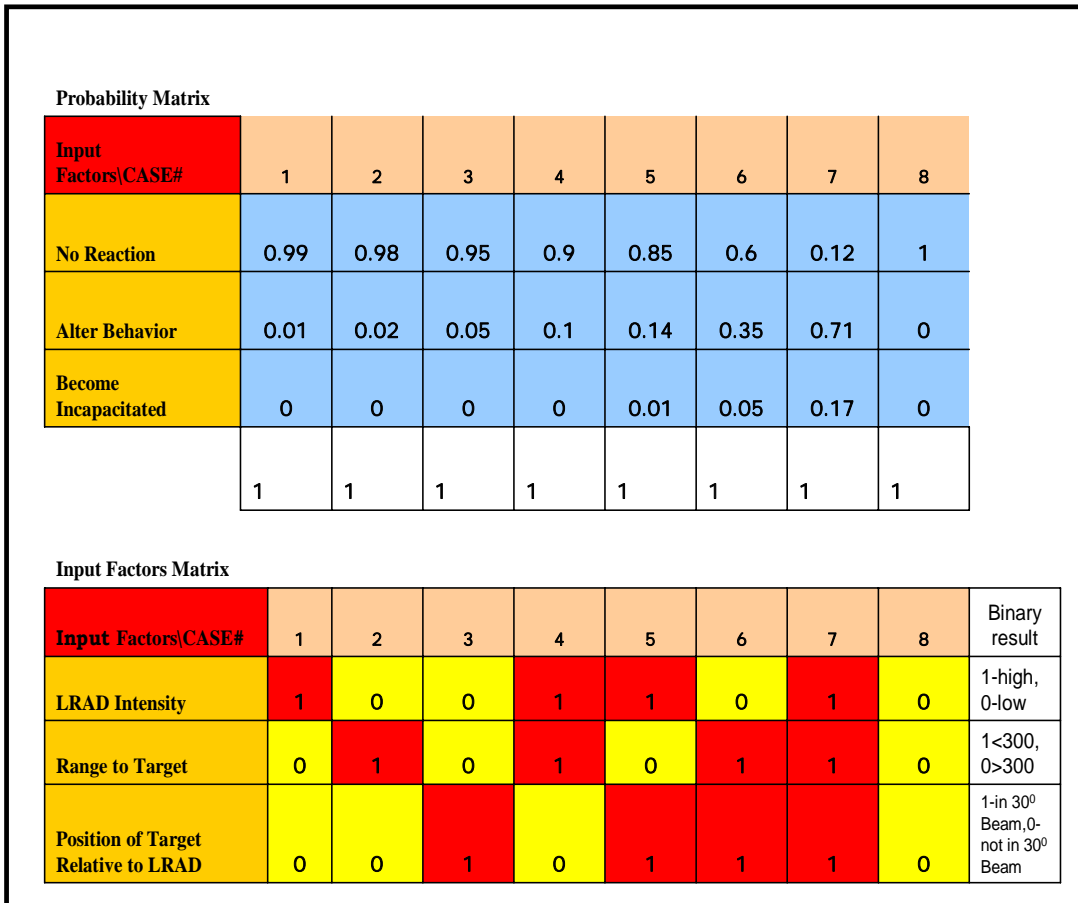 Probability Matrix
Input
Factors\CASE# 1 2 3 4 5 6 7 8
No Reaction 0.99 0.98 0.95 0.9 0.85 0.6 0.12 1
Alter Behavior 0.01 0.02 0.05 0.1 0.14 0.35 0.71 0
Become
Incapacitated 0 0 0 0 0.01 0.05 0.17 0
1 1 1 1 1 1 1 1
Input Factors Matrix
Input Factors\CASE# 1 2 3 4 5 6 7 8 Binary
result
LRAD Intensity 1 0 0 1 1 0 1 0 1-high,
0-low
Range to Target 0 1 0 1 0 1 1 0 1<300,
0>300
Position of Target
Relative to LRAD 0 0 1 0 1 1 1 0 1-in 30⁰
Beam,0-
not in 30⁰
Beam